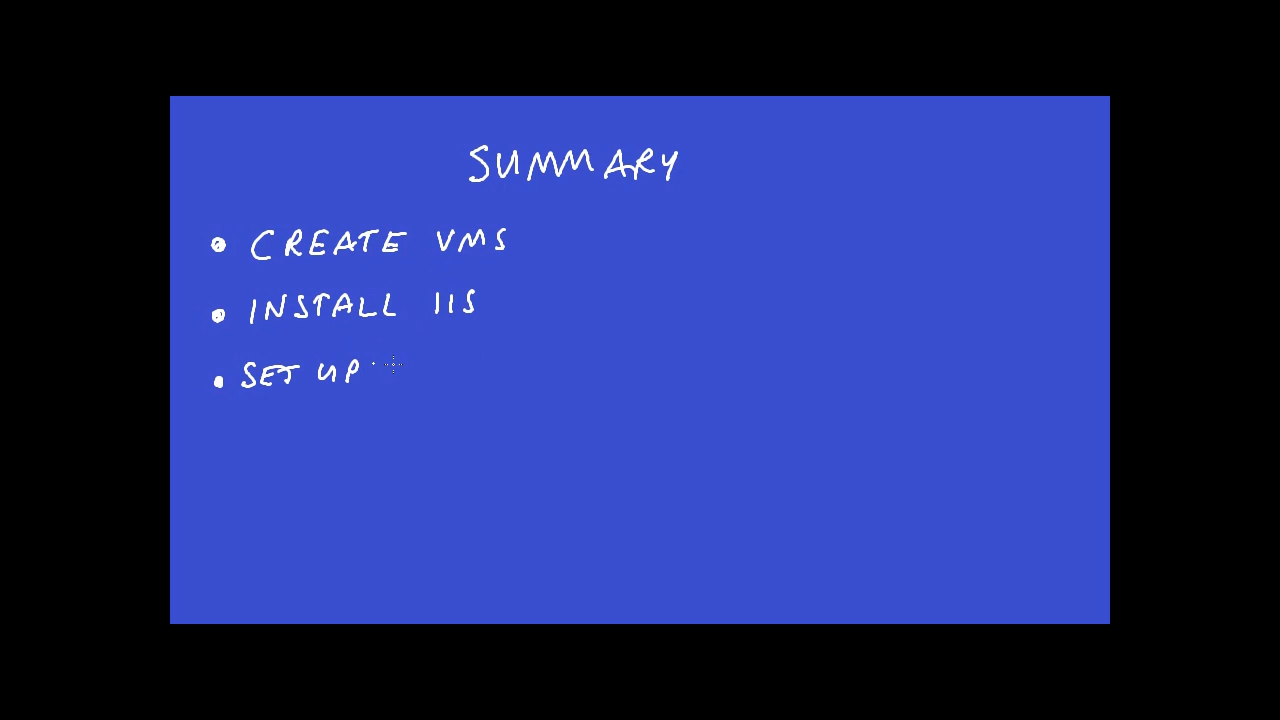 SUMMARY
• CREATE VMS
• INSTALL IIS
• SET UP